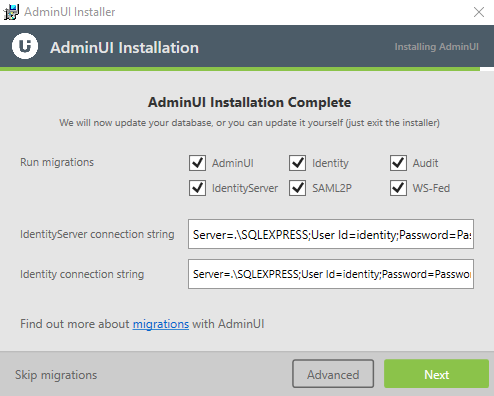 AdminUI Installer
AdminUI Installation
Installing AdminUI
AdminUI Installation Complete
We will now update your database, or you can update it yourself (just exit the installer)
Run migrations
AdminUI Identity Audit
IdentityServer SAML2P WS-Fed
IdentityServer connection string Server=.\SQLEXPRESS;User Id=identity;Password=Pas
Identity connection string Server=.\SQLEXPRESS;User Id=identity;Password=Passwo
Find out more about migrations with AdminUI
Skip migrations Advanced Next